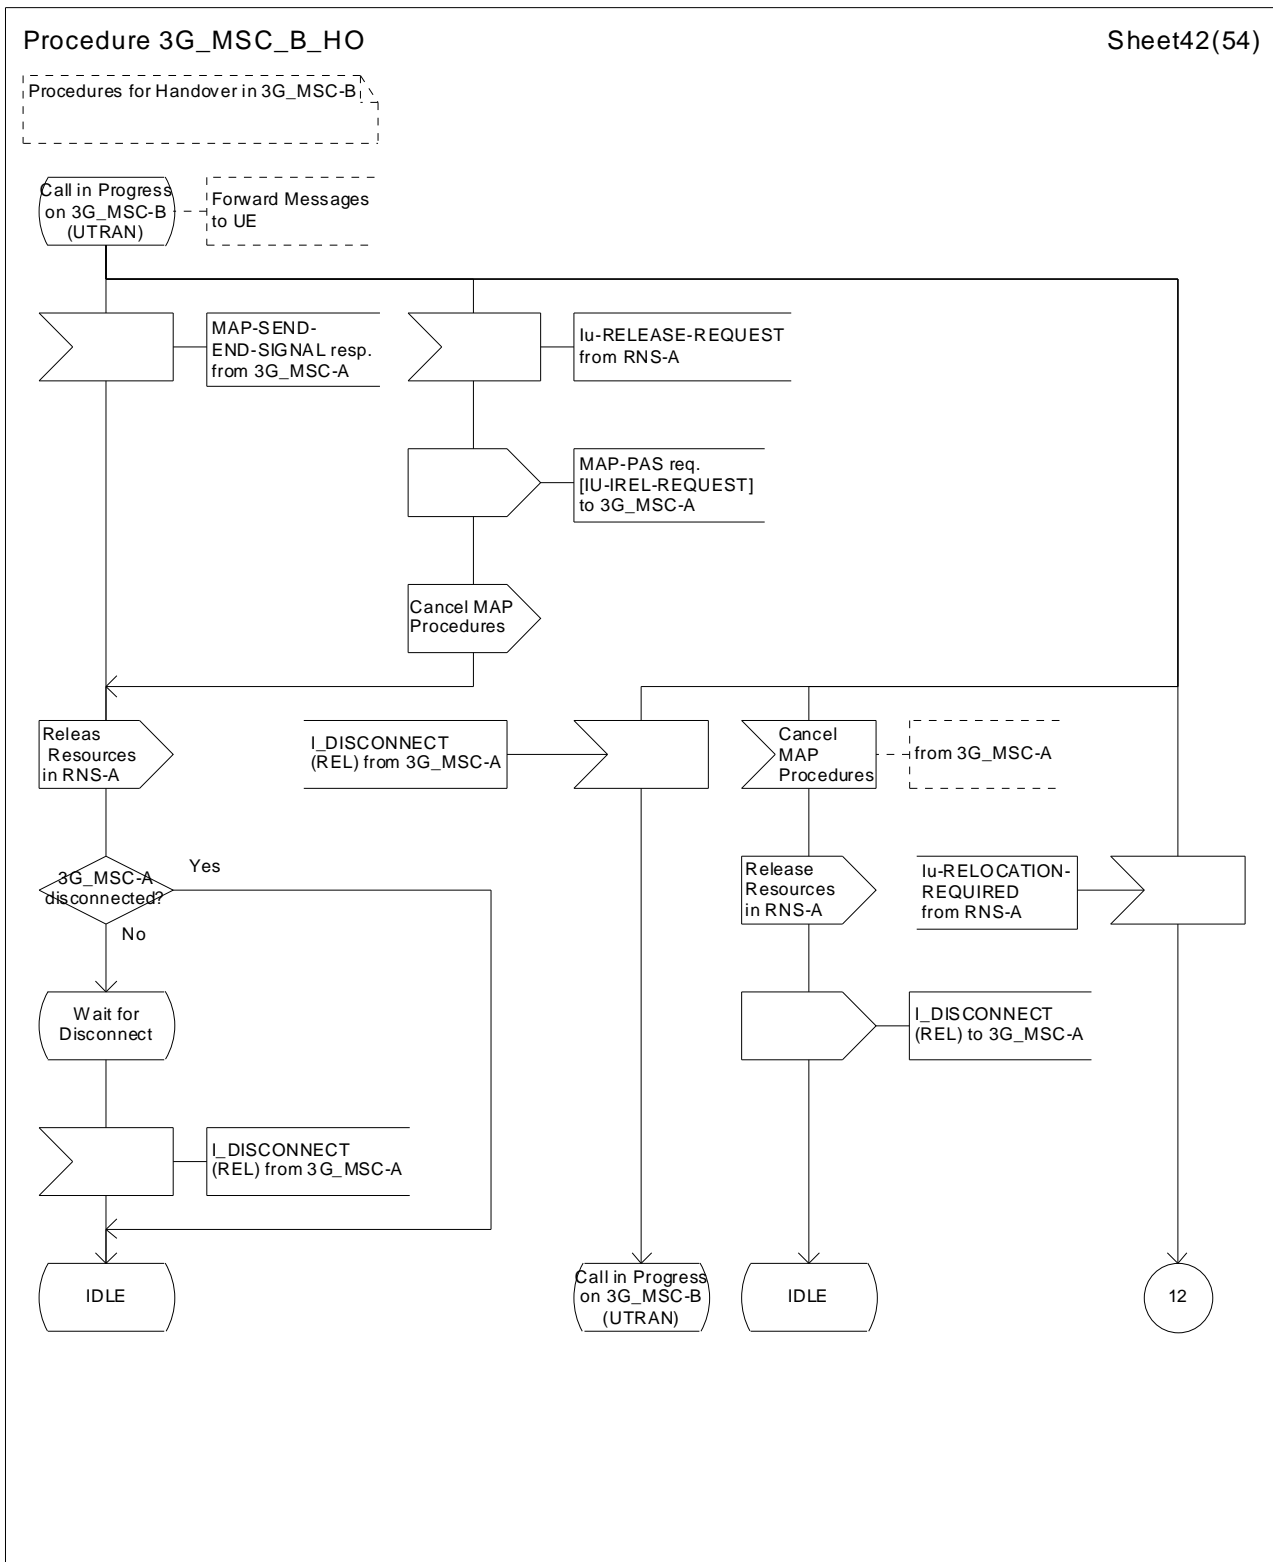 Procedure 3G_MSC_B_HO
Sheet42(54)
Procedures for Handover in 3G_MSC-B
Call in Progress
on 3G_MSC-B
(UTRAN)
Forward Messages
to UE
MAP-SEND-
END-SIGNAL resp.
from 3G_MSC-A
Iu-RELEASE-REQUEST
from RNS-A
MAP-PAS req.
[IU-IREL-REQUEST]
to 3G_MSC-A
Cancel MAP
Procedures
Releas
Resources
in RNS-A
I_DISCONNECT
(REL) from 3G_MSC-A
Cancel
MAP
Procedures
from 3G_MSC-A
3G_MSC-A
disconnected?
Yes
No
Release
Resources
in RNS-A
Iu-RELOCATION-
REQUIRED
from RNS-A
Wait for
Disconnect
I_DISCONNECT
(REL) to 3G_MSC-A
I_DISCONNECT
(REL) from 3G_MSC-A
IDLE
Call in Progress
on 3G_MSC-B
(UTRAN)
IDLE
12